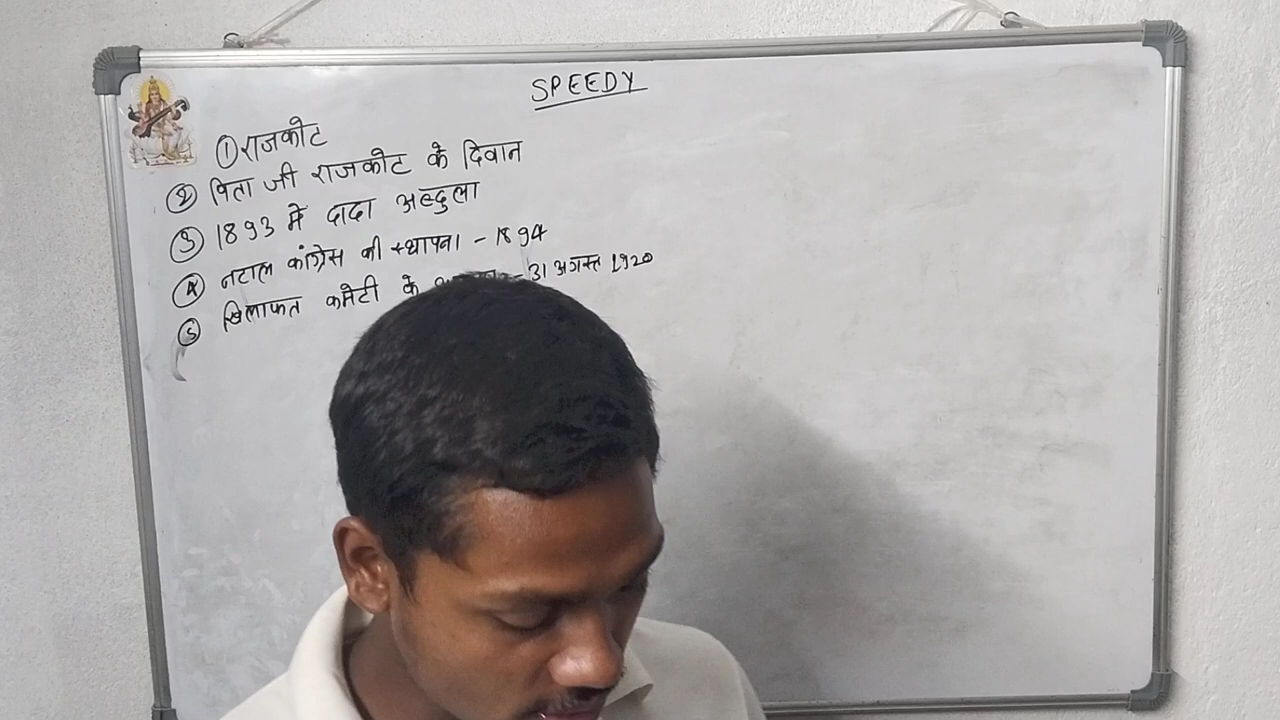 SPEEDY
① राजकोट
② पिता जी राजकोट के दिवान
③ 1893 में दादा अब्दुला
④ नटाल कांग्रेस की स्थापना - 1894
⑤ खिलाफत कमेटी के - 31 अगस्त 1920